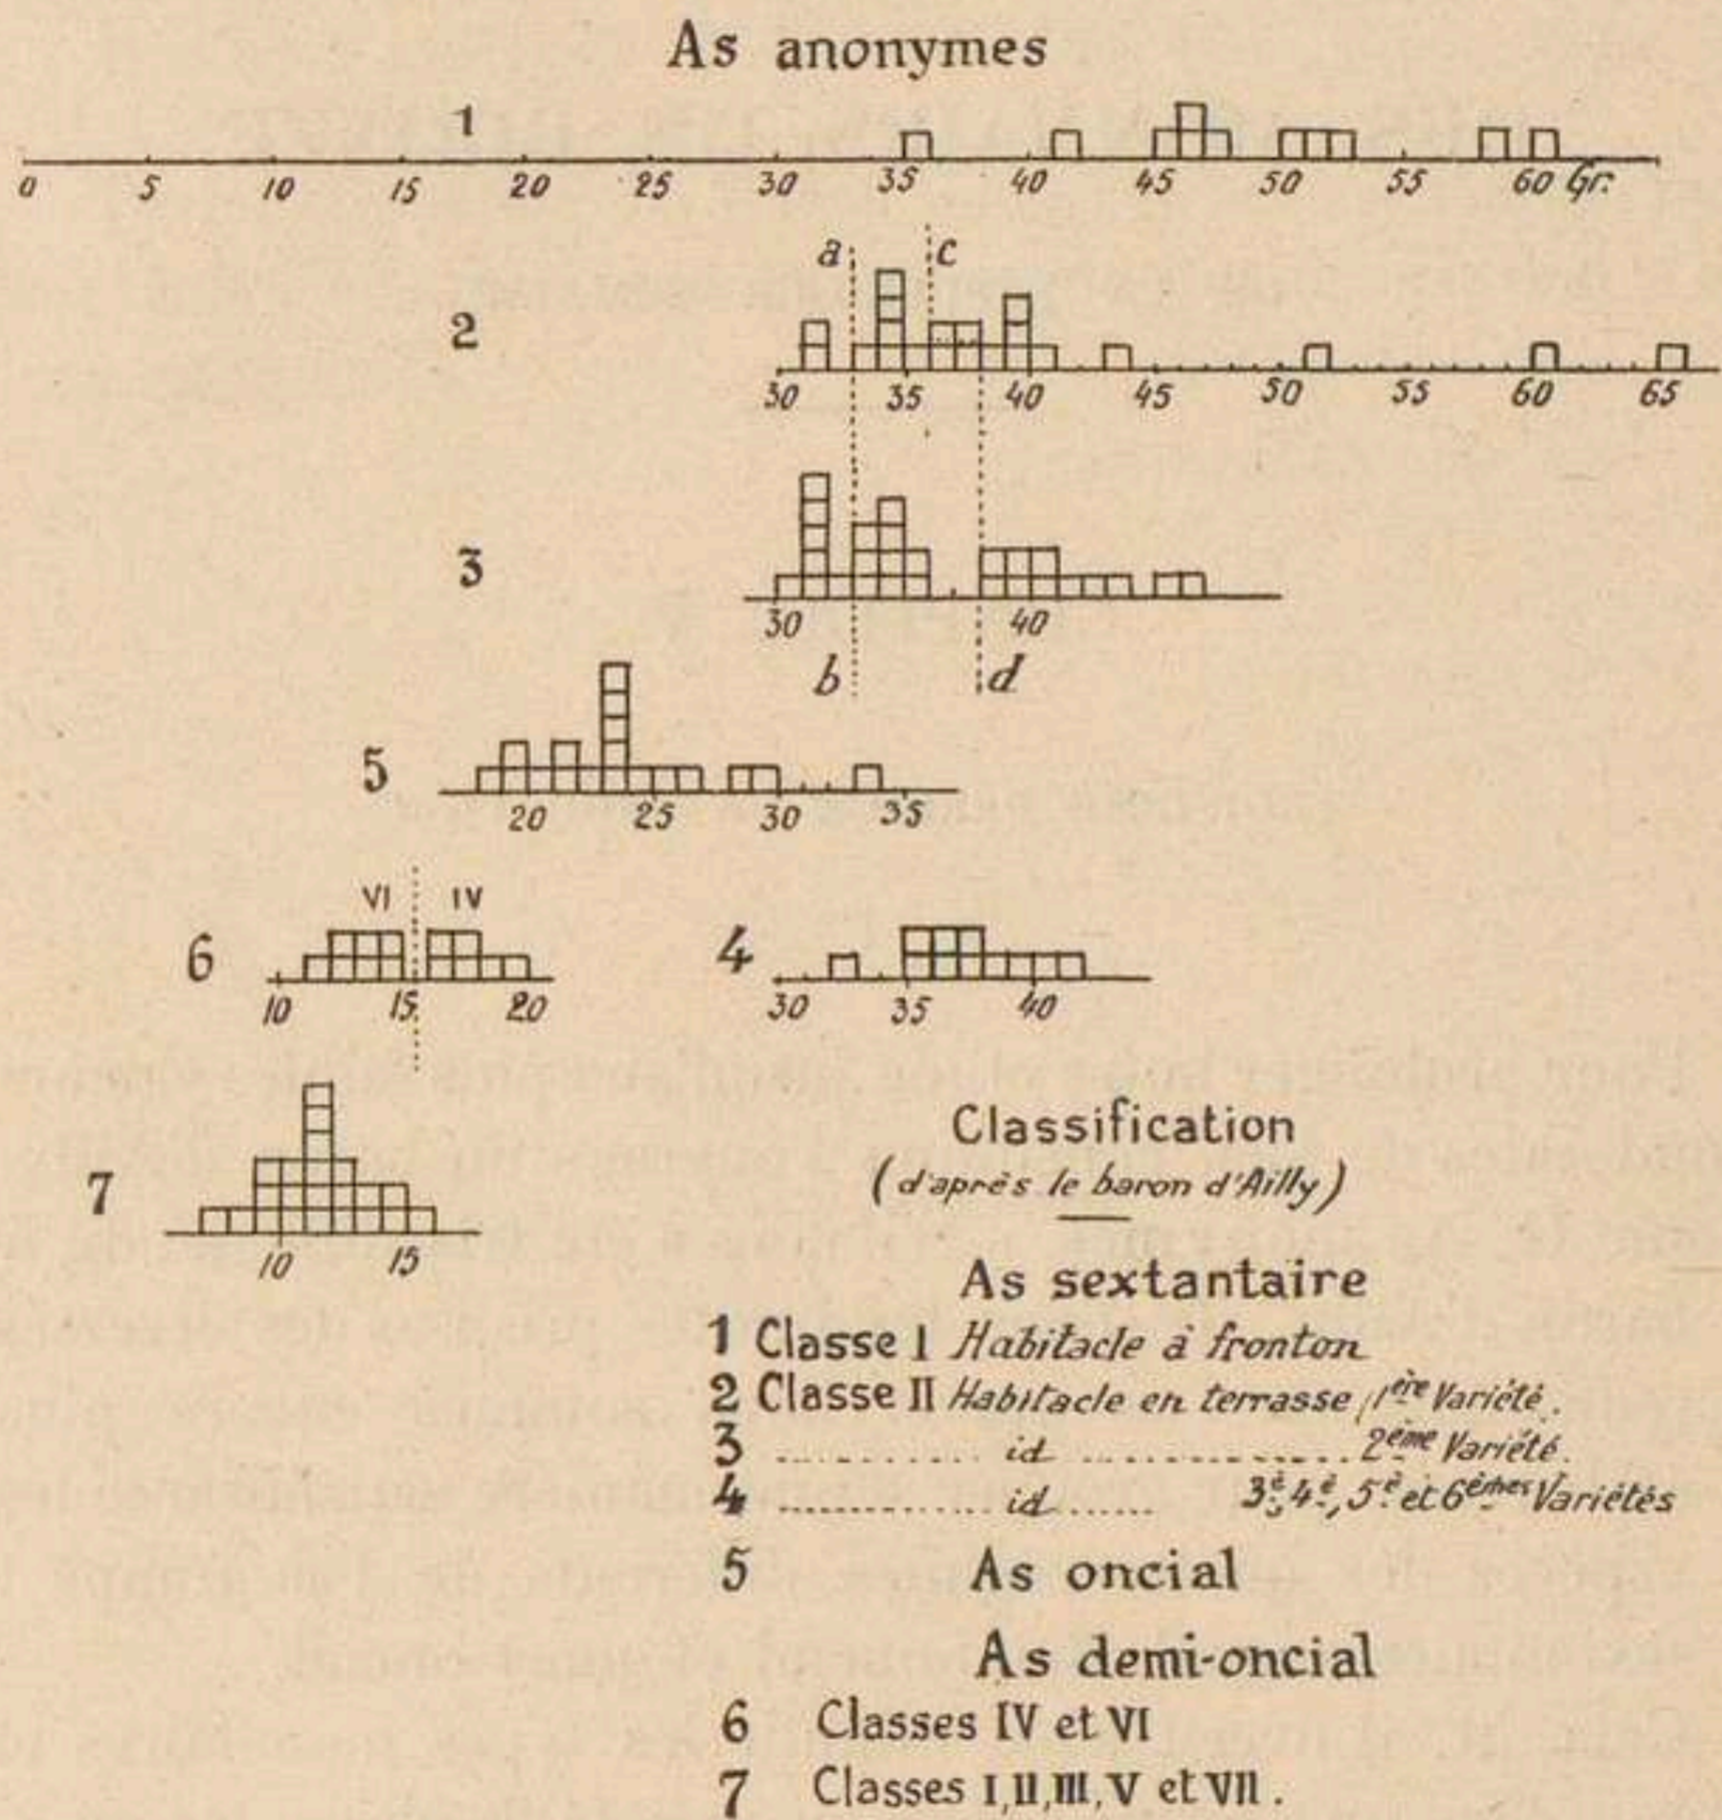 As anonymes
1
0 5 10 15 20 25 30 35 40 45 50 55 60 Gr.
a c
2
30 35 40 45 50 55 60 65
3
30 40
b d
5
20 25 30 35
VI IV
6
10 15 20
4
30 35 40
7
10 15
Classification
(d'après le baron d'Ailly)
As sextantaire
1 Classe I Habitacle à fronton
2 Classe II Habitacle en terrasse 1ère Variété.
3 .......... id .............. 2ème Variété.
4 ............ id ...... 3è, 4è, 5è et 6èmes Variétés
5 As oncial
As demi-oncial
6 Classes IV et VI
7 Classes I, II, III, V et VII.